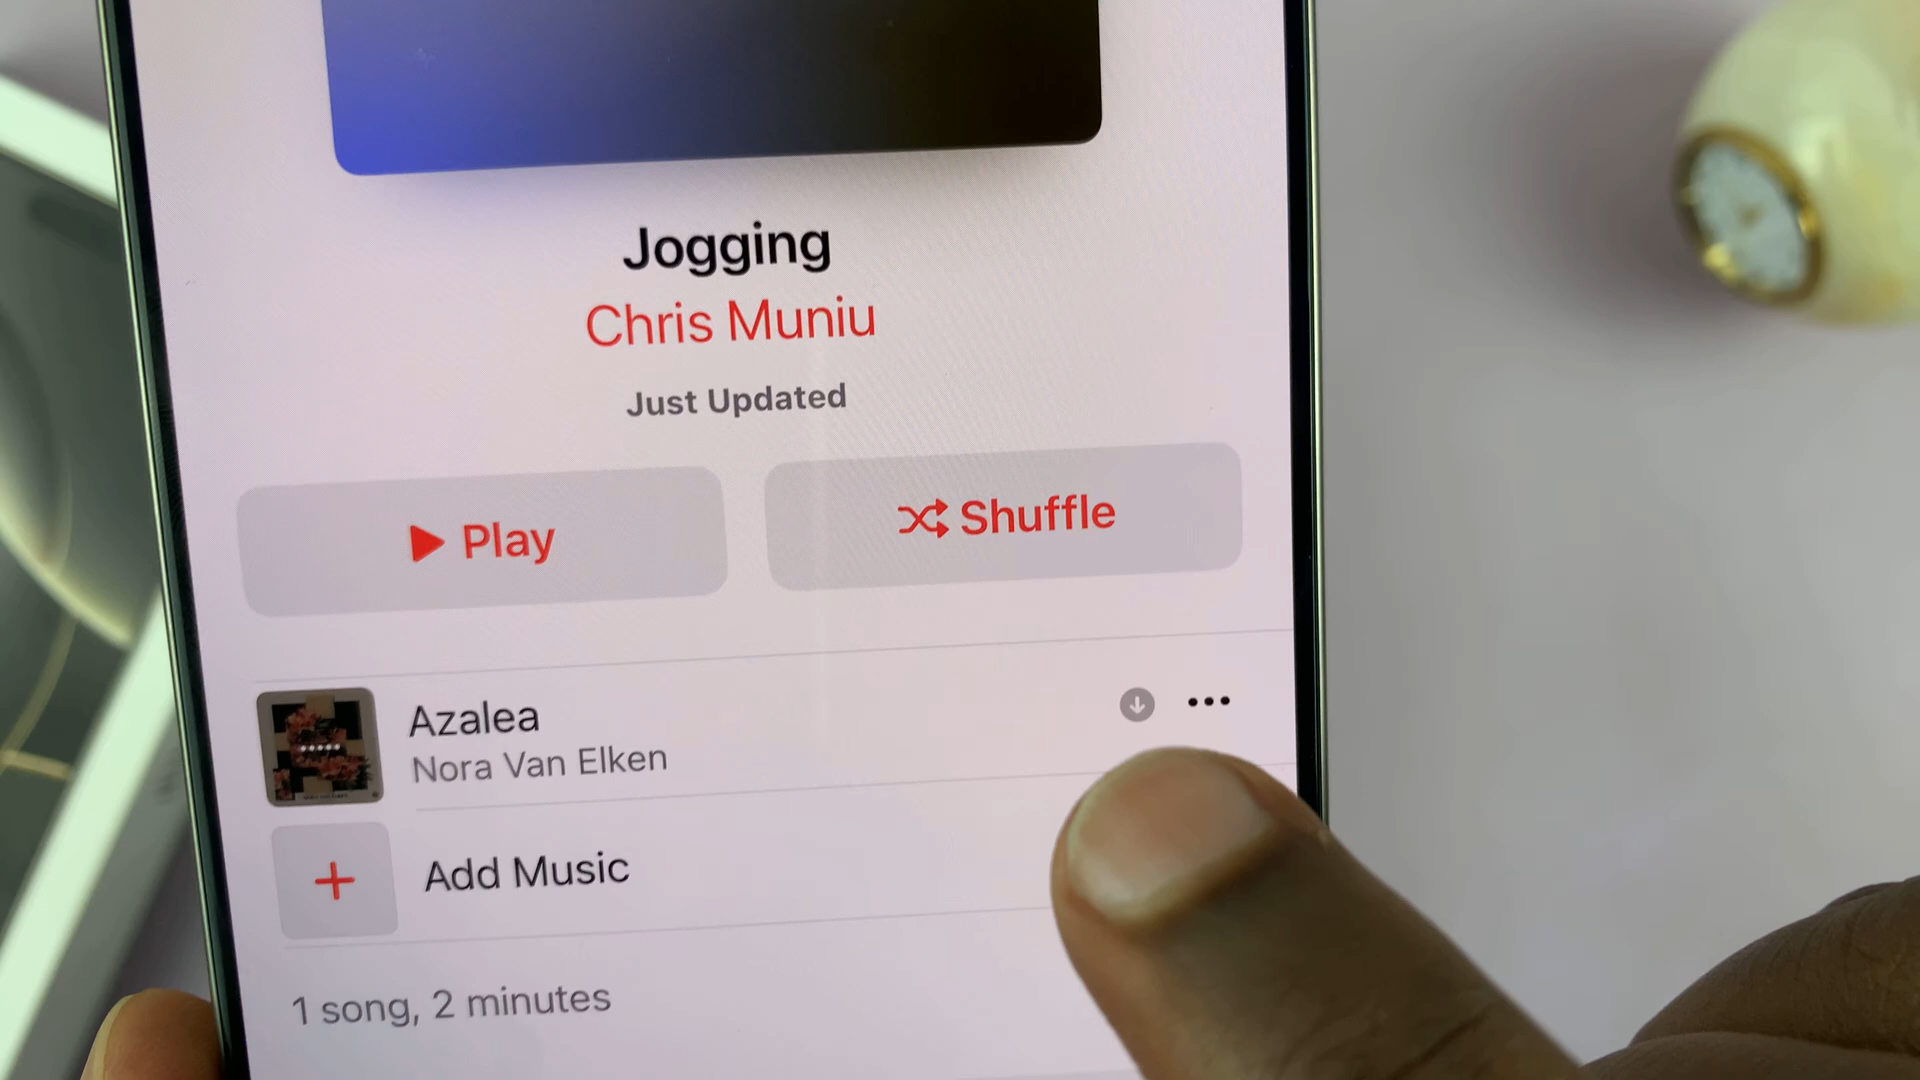 Jogging
Chris Muniu
Just Updated
Play
Shuffle
Azalea
Nora Van Elken
Add Music
1 song, 2 minutes